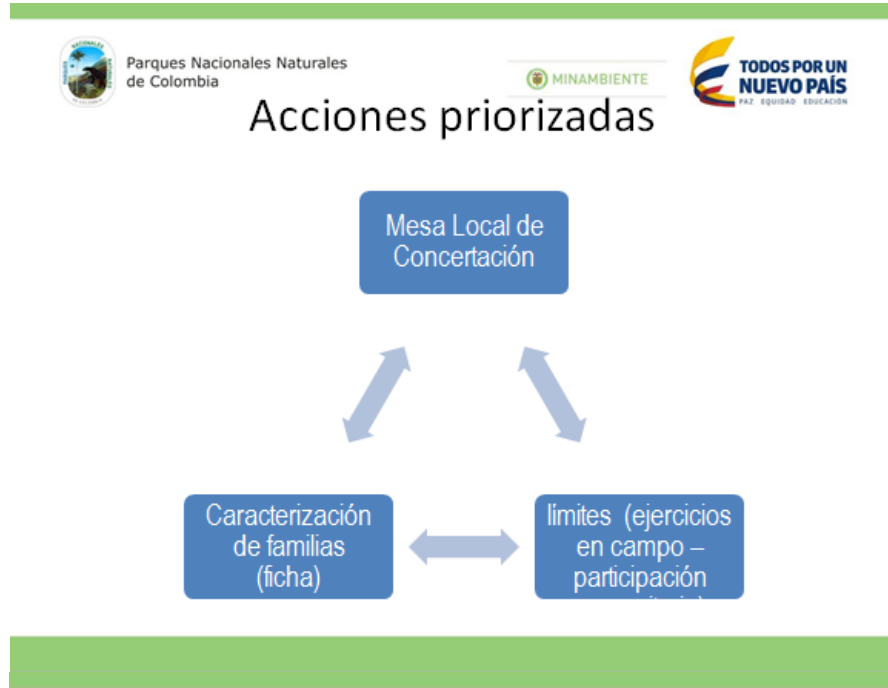 Parques Nacionales Naturales
de Colombia
MINAMBIENTE
TODOS POR UN
NUEVO PAÍS
PAZ EQUIDAD EDUCACIÓN
Acciones priorizadas
Mesa Local de
Concertación
Caracterización
de familias
(ficha)
límites (ejercicios
en campo –
participación